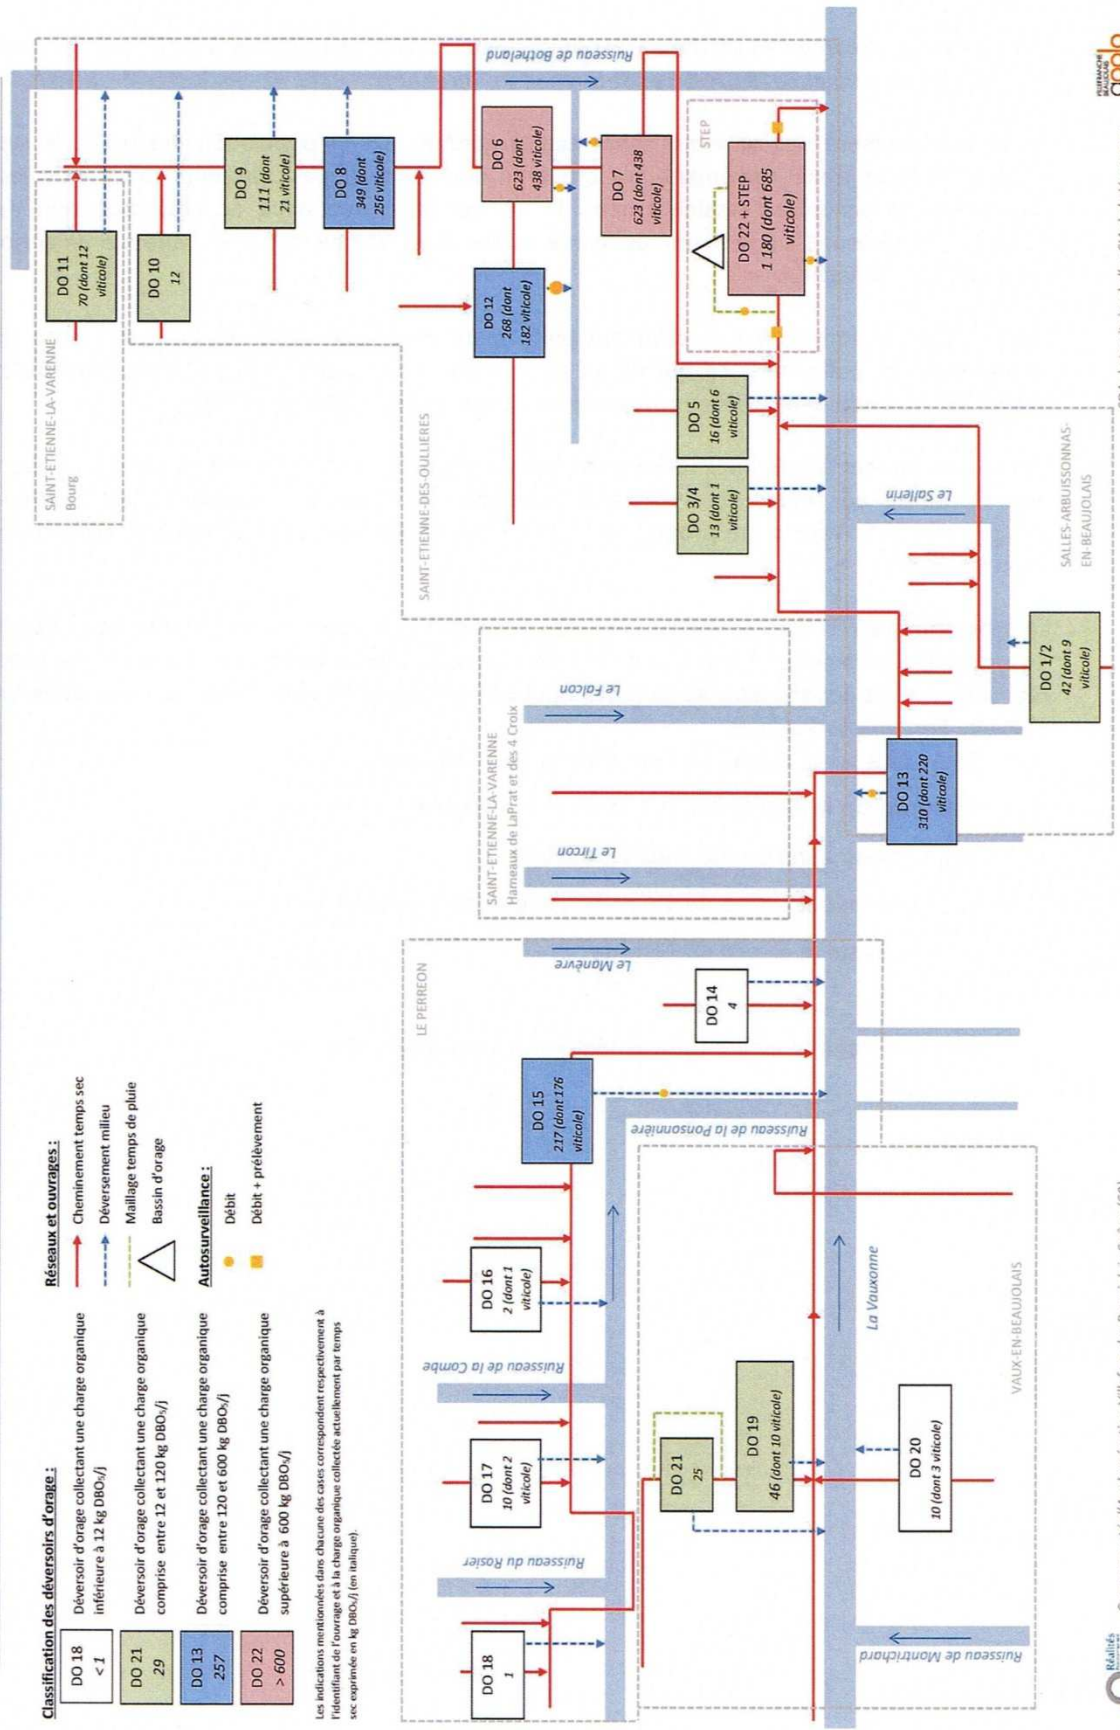 Classification des déversoirs d'orage :
DO 18
< 1
Déversoir d'orage collectant une charge organique
inférieure à 12 kg DBO₅/j
DO 21
29
Déversoir d'orage collectant une charge organique
comprise entre 12 et 120 kg DBO₅/j
DO 13
257
Déversoir d'orage collectant une charge organique
comprise entre 120 et 600 kg DBO₅/j
DO 22
> 600
Déversoir d'orage collectant une charge organique
supérieure à 600 kg DBO₅/j
Les indications mentionnées dans chacune des cases correspondent respectivement à
l'identifiant de l'ouvrage et à la charge organique collectée actuellement par temps
sec exprimée en kg DBO₅/j (en italique).
Réseaux et ouvrages :
Cheminement temps sec
Déversement milieu
Maillage temps de pluie
Bassin d'orage
Autosurveillance :
Débit
Débit + prélèvement
SAINT-ETIENNE-LA-VARENNE
Bourg
DO 11
70 (dont 12
viticole)
DO 10
12
DO 9
111 (dont
21 viticole)
DO 8
349 (dont
256 viticole)
Ruisseau de Botheland
SAINT-ETIENNE-DES-OULLIERES
DO 12
268 (dont
182 viticole)
DO 6
623 (dont
438 viticole)
DO 7
623 (dont 438
viticole)
STEP
DO 22 + STEP
1 180 (dont 685
viticole)
DO 3/4
13 (dont 1
viticole)
DO 5
16 (dont 6
viticole)
LE PERREON
DO 18
1
Ruisseau du Rosier
DO 17
10 (dont 2
viticole)
Ruisseau de la Combe
DO 16
2 (dont 1
viticole)
DO 15
217 (dont 176
viticole)
Ruisseau de la Ponsonnière
DO 14
4
Le Manèvre
SAINT-ETIENNE-LA-VARENNE
Hameaux de LaPrat et des 4 Croix
Le Tircon
Le Falcon
DO 21
25
DO 19
46 (dont 10 viticole)
DO 20
10 (dont 3 viticole)
Ruisseau de Montrichard
La Vauxonne
VAUX-EN-BEAUJOLAIS
DO 13
310 (dont 220
viticole)
DO 1/2
42 (dont 9
viticole)
Le Sallerin
SALLES-ARBUISSONNAS-
EN-BEAUJOLAIS
Réalités
VILLEFRANCHE
BEAUJOLAIS
agglo